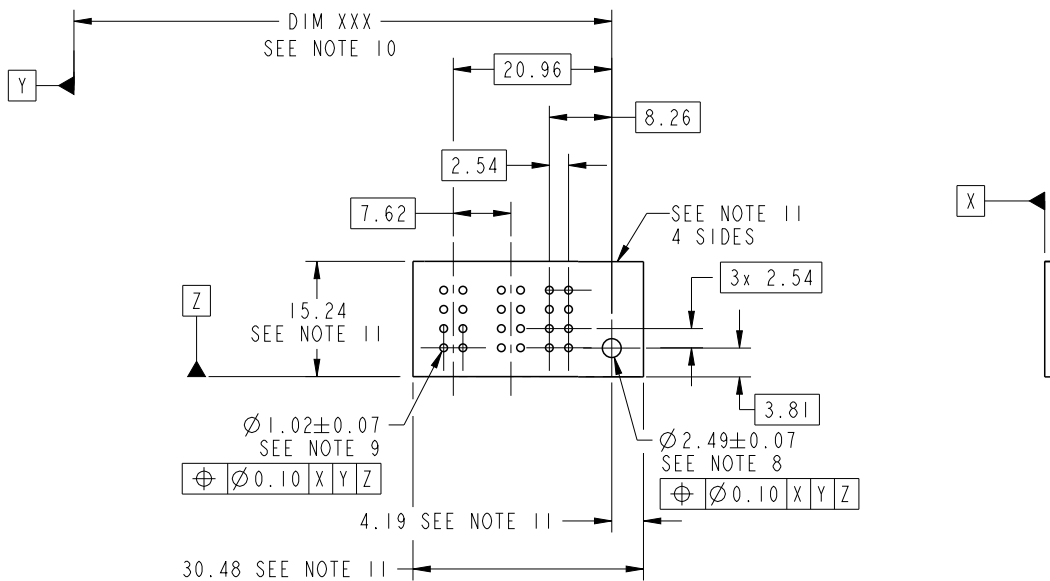 DIM XXX
SEE NOTE 10
20.96
Y
8.26
2.54
7.62
X
SEE NOTE 11
4 SIDES
3x 2.54
Z
15.24
SEE NOTE 11
3.81
Ø1.02±0.07
SEE NOTE 9
⌖ Ø0.10 X Y Z
Ø2.49±0.07
SEE NOTE 8
⌖ Ø0.10 X Y Z
4.19 SEE NOTE 11
30.48 SEE NOTE 11